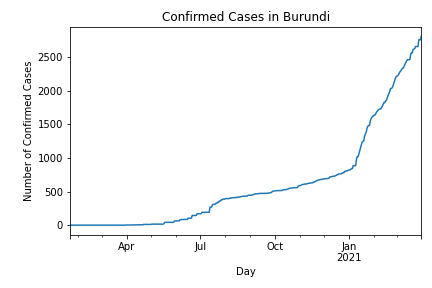 Confirmed Cases in Burundi
Number of Confirmed Cases
2500
2000
1500
1000
500
0
Apr
Jul
Oct
Jan
2021
Day